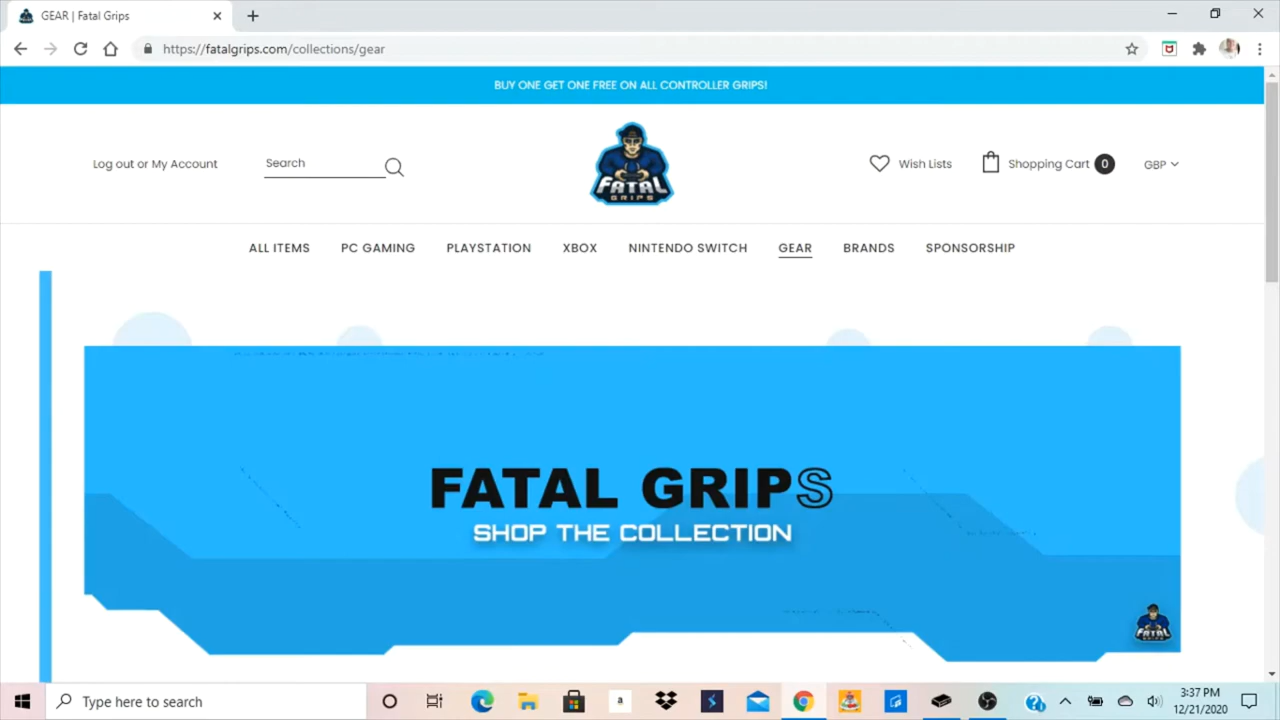 GEAR | Fatal Grips
https://fatalgrips.com/collections/gear
BUY ONE GET ONE FREE ON ALL CONTROLLER GRIPS!
Log out or My Account
Search
FATAL
GRIPS
Wish Lists
Shopping Cart 0
GBP
ALL ITEMS PC GAMING PLAYSTATION XBOX NINTENDO SWITCH GEAR BRANDS SPONSORSHIP
FATAL GRIPS
SHOP THE COLLECTION
FATAL
GRIPS
Type here to search
a
3:37 PM
12/21/2020